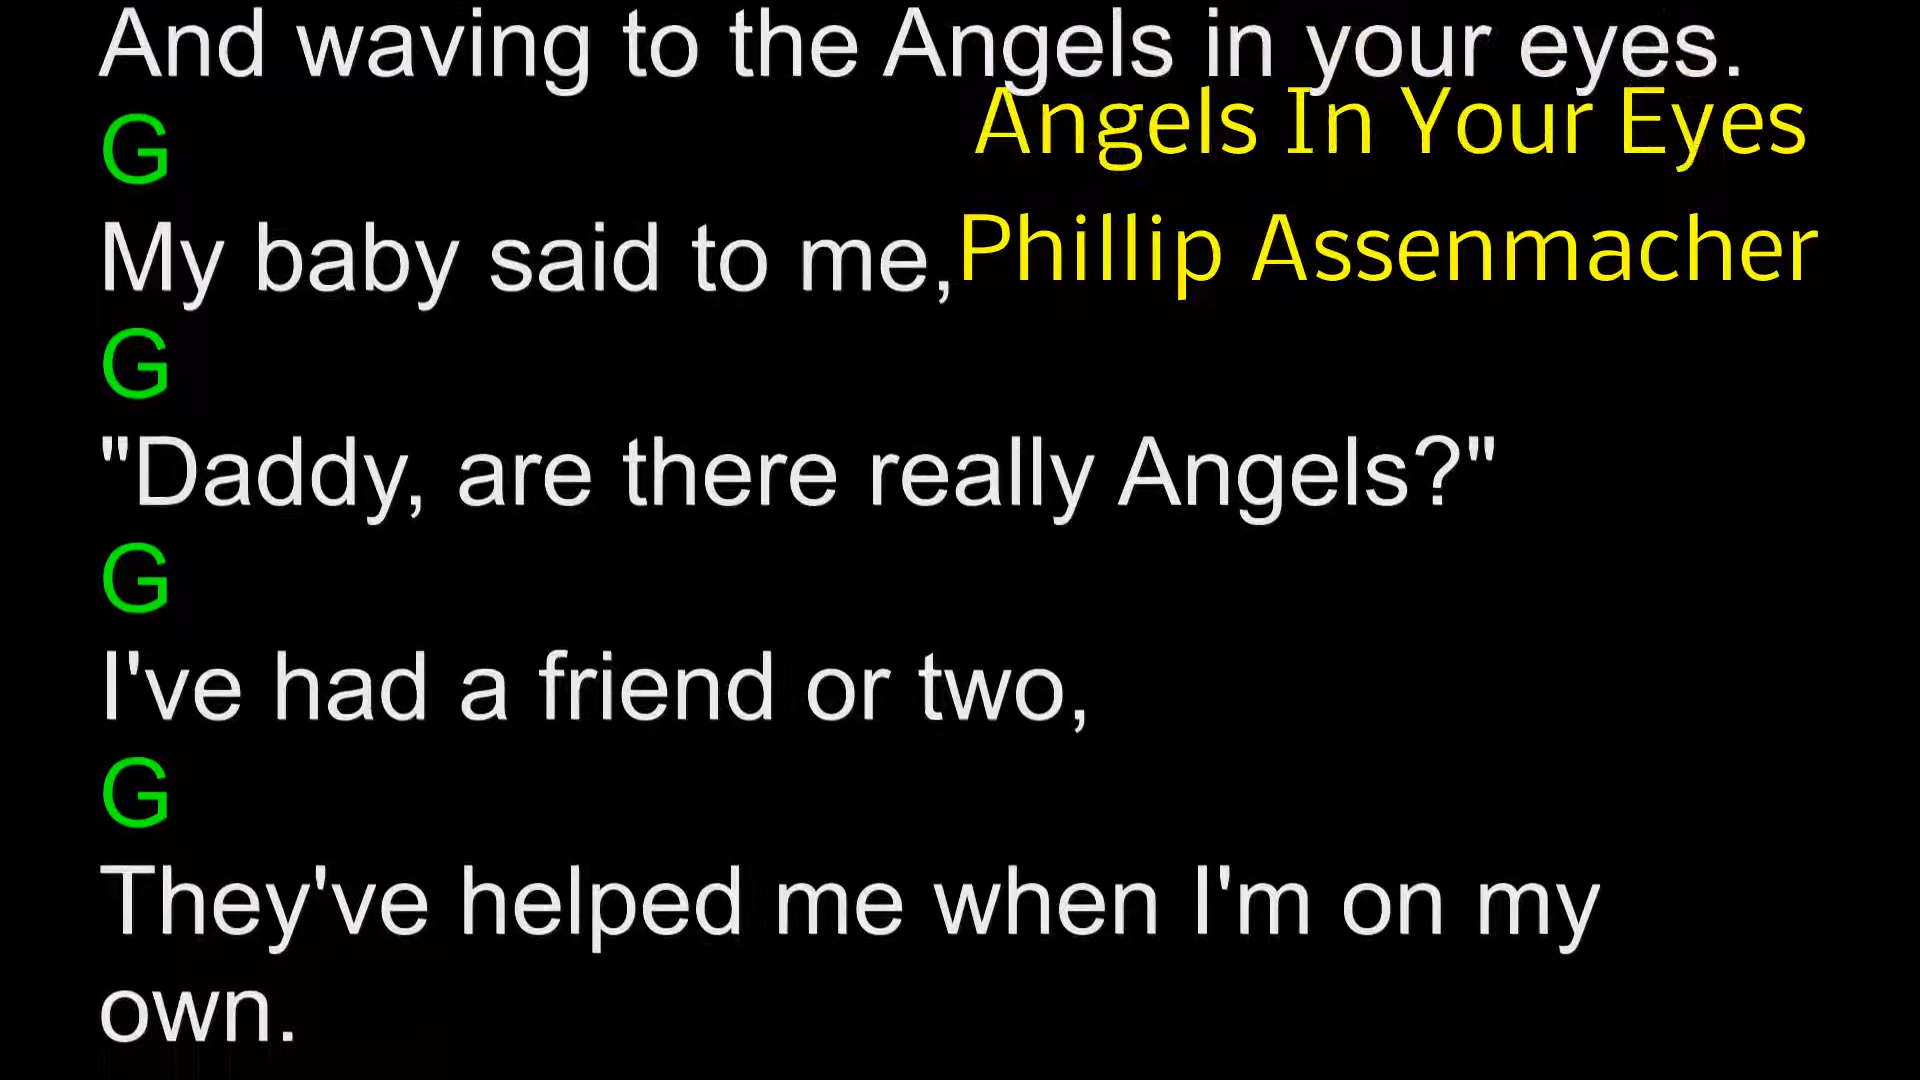 And waving to the Angels in your eyes.
Angels In Your Eyes
G
My baby said to me,
Phillip Assenmacher
G
"Daddy, are there really Angels?"
G
I've had a friend or two,
G
They've helped me when I'm on my
own.